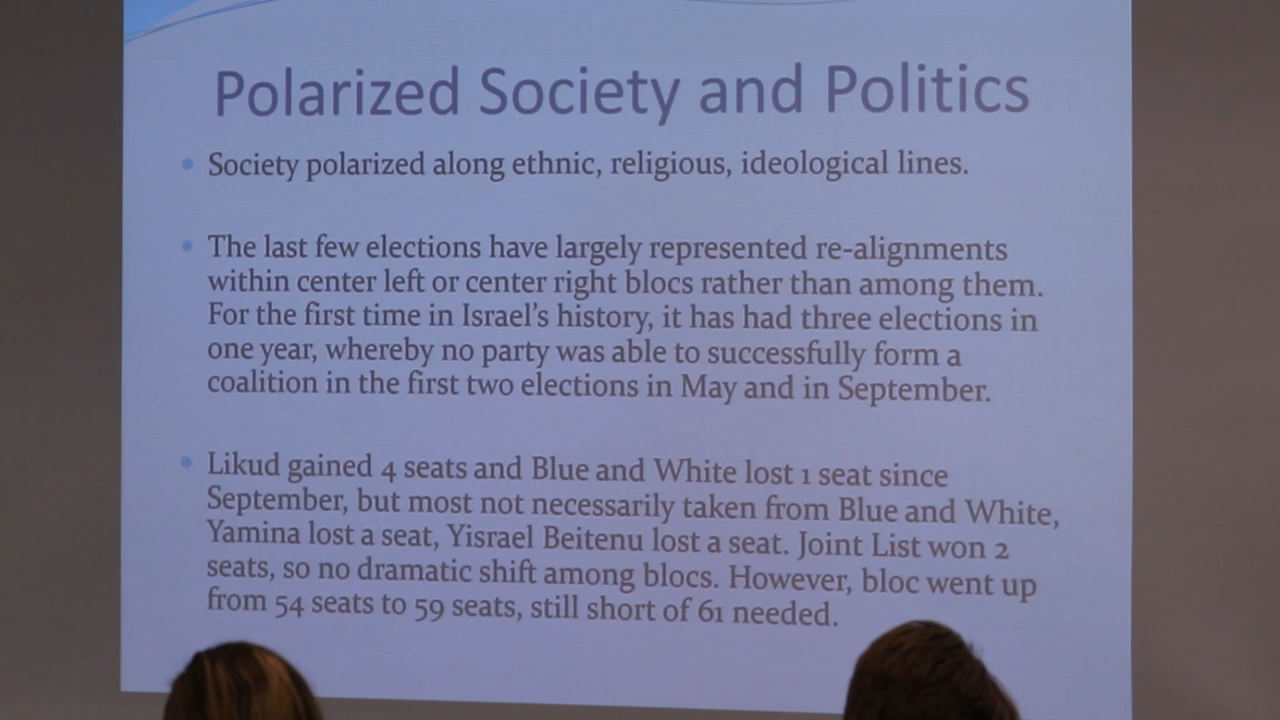 Polarized Society and Politics
• Society polarized along ethnic, religious, ideological lines.
• The last few elections have largely represented re-alignments
within center left or center right blocs rather than among them.
For the first time in Israel's history, it has had three elections in
one year, whereby no party was able to successfully form a
coalition in the first two elections in May and in September.
• Likud gained 4 seats and Blue and White lost 1 seat since
September, but most not necessarily taken from Blue and White,
Yamina lost a seat, Yisrael Beitenu lost a seat. Joint List won 2
seats, so no dramatic shift among blocs. However, bloc went up
from 54 seats to 59 seats, still short of 61 needed.